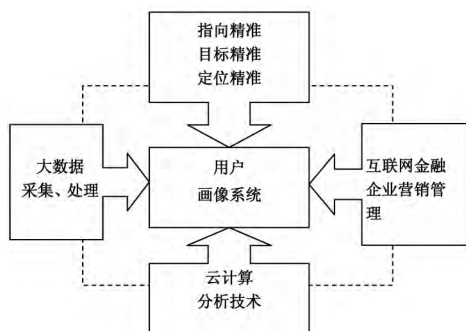 指向精准
目标精准
定位精准
大数据
采集、处理
用户
画像系统
互联网金融
企业营销管
理
云计算
分析技术